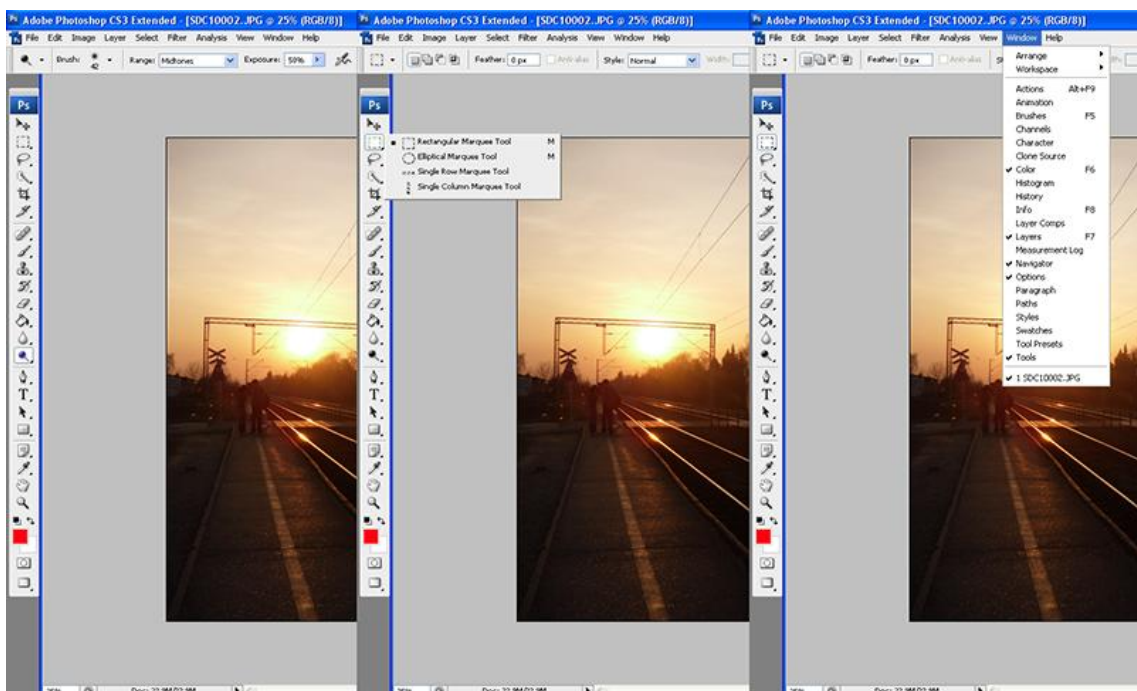 Adobe Photoshop CS3 Extended - [SDC10002.JPG @ 25% (RGB/8)]
File Edit Image Layer Select Filter Analysis View Window Help
Brush: 42 Range: Midtones Exposure: 50%
Ps
T
Adobe Photoshop CS3 Extended - [SDC10002.JPG @ 25% (RGB/8)]
File Edit Image Layer Select Filter Analysis View Window Help
Feather: 0 px Anti-alias Style: Normal Width:
Ps
Rectangular Marquee Tool M
Elliptical Marquee Tool M
Single Row Marquee Tool
Single Column Marquee Tool
T
Adobe Photoshop CS3 Extended - [SDC10002.JPG @ 25% (RGB/8)]
File Edit Image Layer Select Filter Analysis View Window Help
Feather: 0 px Anti-alias
Ps
Arrange
Workspace
Actions Alt+F9
Animation
Brushes F5
Channels
Character
Clone Source
Color F6
Histogram
History
Info F8
Layer Comps
Layers F7
Measurement Log
Navigator
Options
Paragraph
Paths
Styles
Swatches
Tool Presets
Tools
1 SDC10002.JPG
T